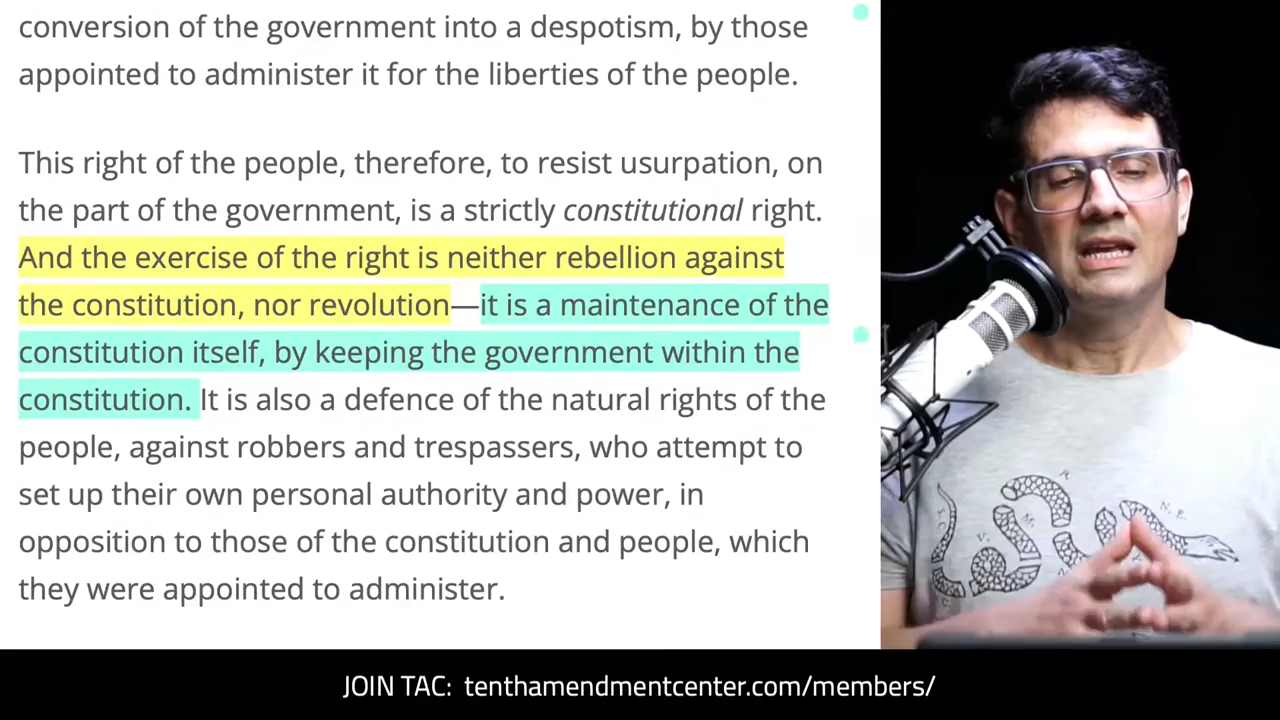 conversion of the government into a despotism, by those
appointed to administer it for the liberties of the people.
This right of the people, therefore, to resist usurpation, on
the part of the government, is a strictly constitutional right.
And the exercise of the right is neither rebellion against
the constitution, nor revolution—it is a maintenance of the
constitution itself, by keeping the government within the
constitution. It is also a defence of the natural rights of the
people, against robbers and trespassers, who attempt to
set up their own personal authority and power, in
opposition to those of the constitution and people, which
they were appointed to administer.
R.
N. E.
V.
M.
JOIN TAC: tenthamendmentcenter.com/members/